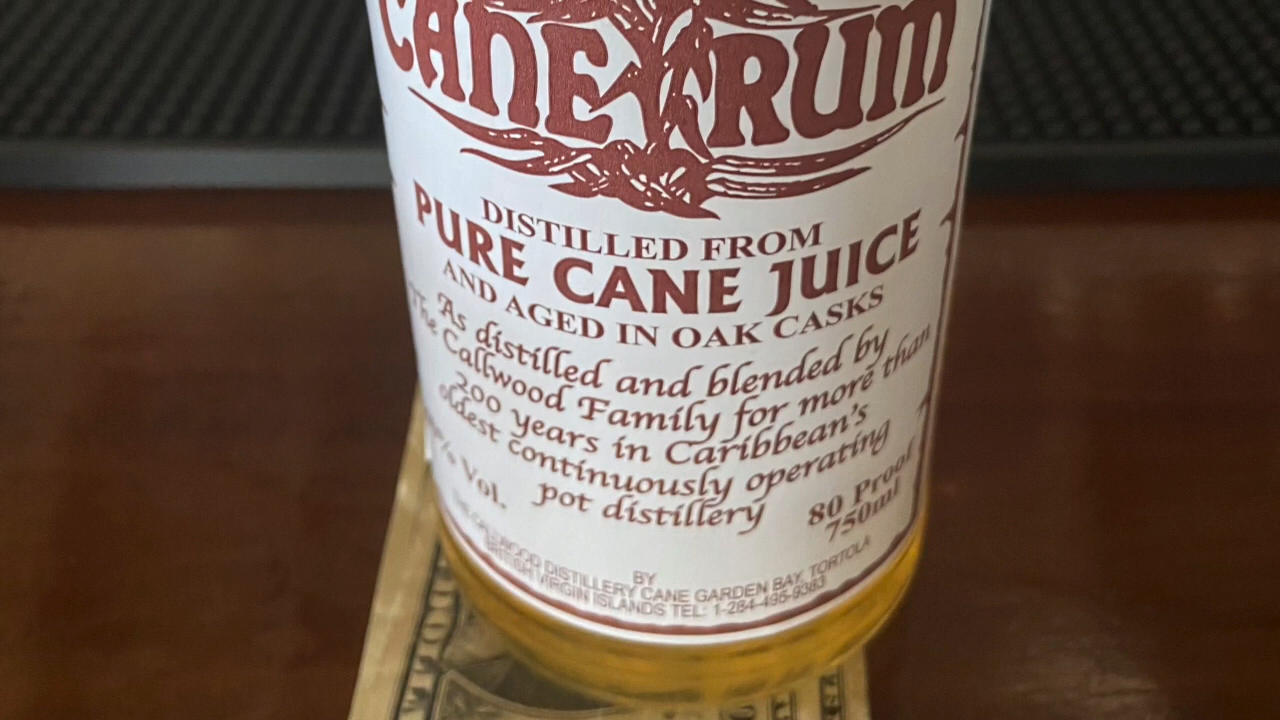 CANE RUM
DISTILLED FROM
PURE CANE JUICE
AND AGED IN OAK CASKS
As distilled and blended by
The Callwood Family for more than
200 years in Caribbean's
oldest continuously operating
pot distillery
% Vol.
80 Proof
750ml
BY
DISTILLERY CANE GARDEN BAY, TORTOLA
BRITISH VIRGIN ISLANDS TEL: 1-284-495-9383